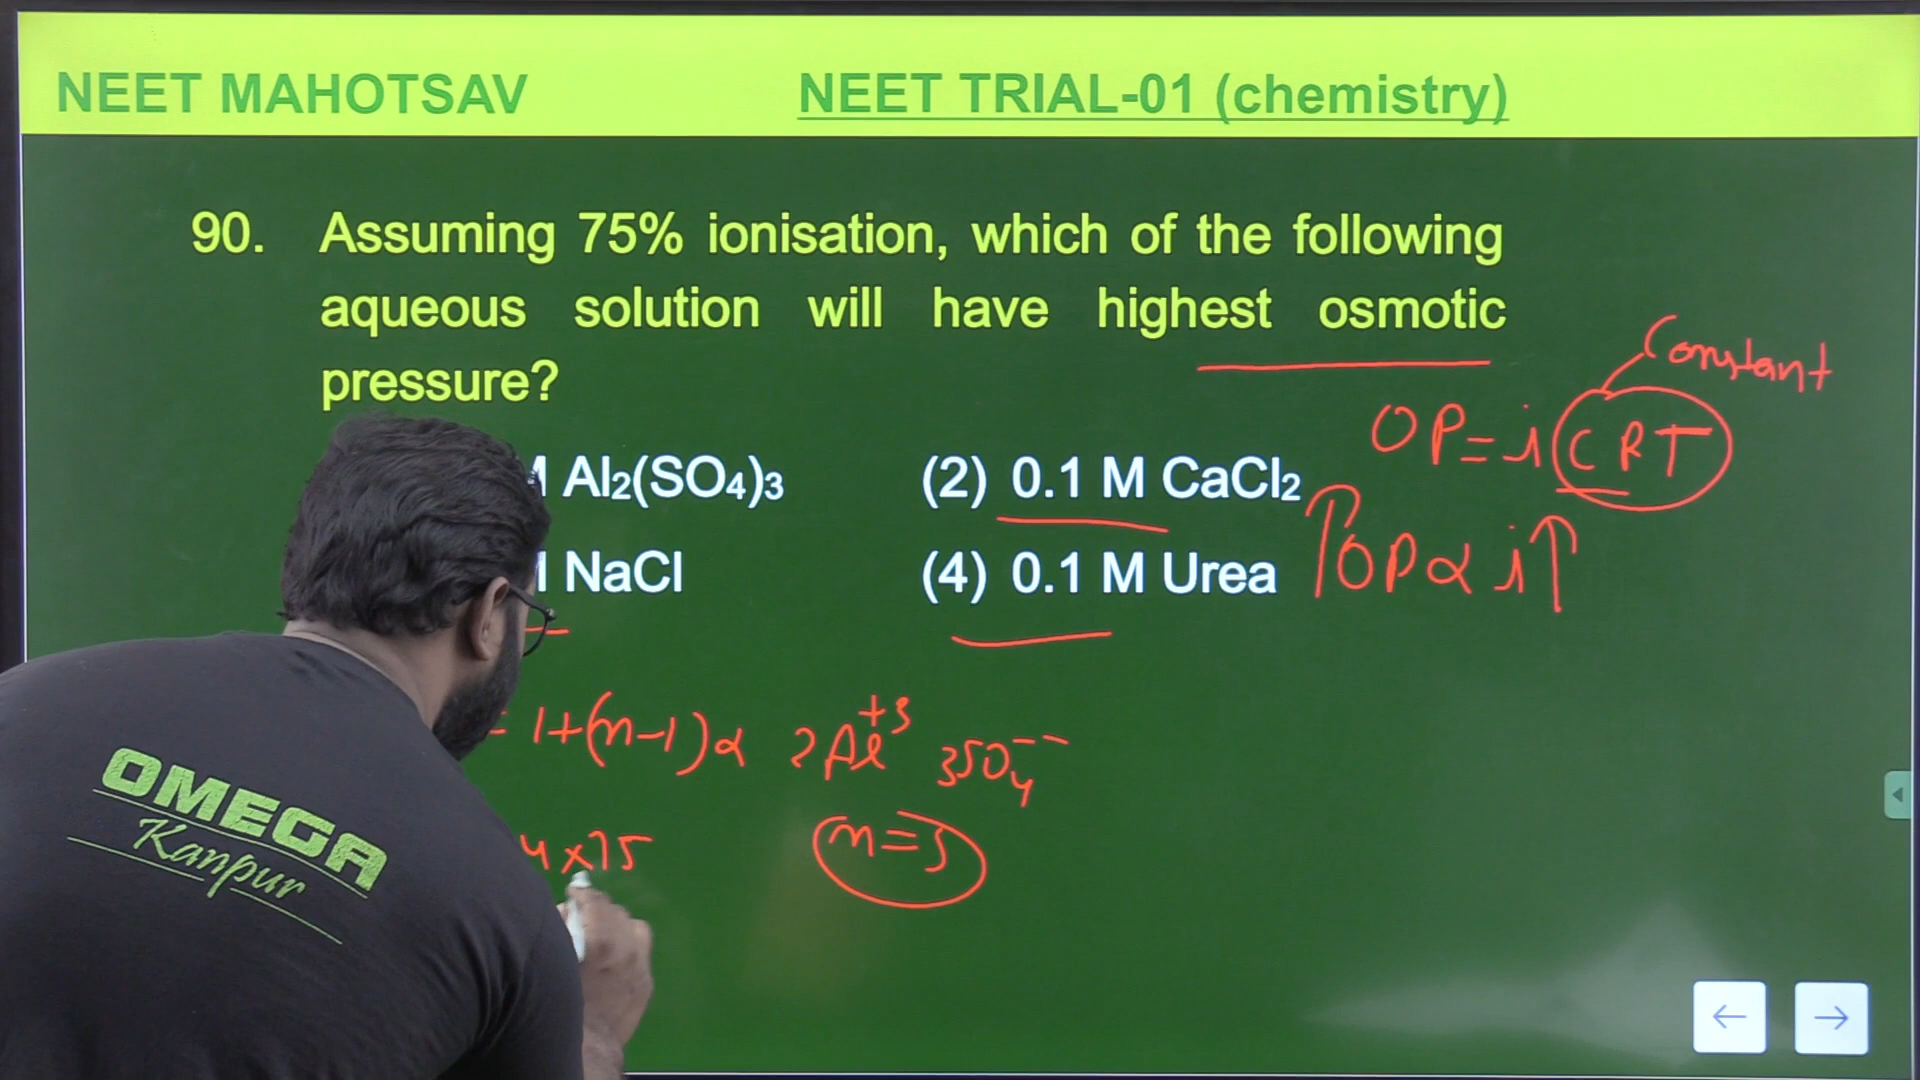 NEET MAHOTSAV NEET TRIAL-01 (chemistry)
90. Assuming 75% ionisation, which of the following
aqueous solution will have highest osmotic
pressure?
Constant
OP = i CRT
M Al₂(SO₄)₃ (2) 0.1 M CaCl₂
NaCl (4) 0.1 M Urea
↑OP ∝ i↑
= 1+(n-1)α 2Al⁺³ 3SO₄⁻⁻
4×75 n=5
OMEGA
Kanpur
← →